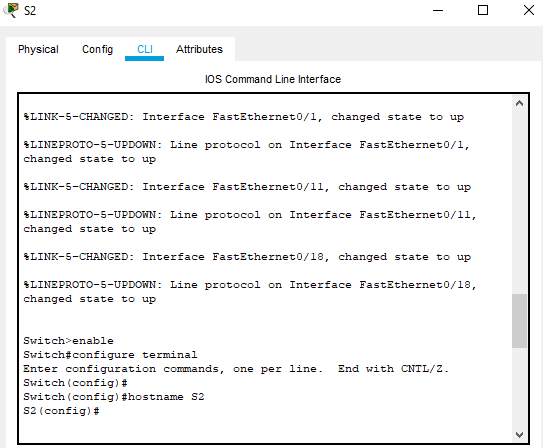 S2
Physical Config CLI Attributes
IOS Command Line Interface
%LINK-5-CHANGED: Interface FastEthernet0/1, changed state to up
%LINEPROTO-5-UPDOWN: Line protocol on Interface FastEthernet0/1,
changed state to up
%LINK-5-CHANGED: Interface FastEthernet0/11, changed state to up
%LINEPROTO-5-UPDOWN: Line protocol on Interface FastEthernet0/11,
changed state to up
%LINK-5-CHANGED: Interface FastEthernet0/18, changed state to up
%LINEPROTO-5-UPDOWN: Line protocol on Interface FastEthernet0/18,
changed state to up
Switch>enable
Switch#configure terminal
Enter configuration commands, one per line.  End with CNTL/Z.
Switch(config)#
Switch(config)#hostname S2
S2(config)#